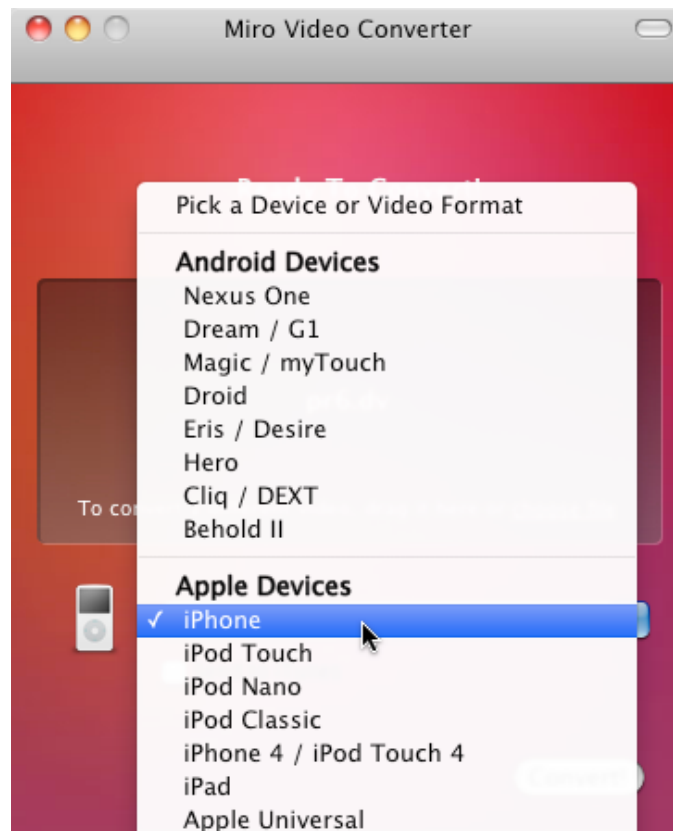 Miro Video Converter
Pick a Device or Video Format
Android Devices
Nexus One
Dream / G1
Magic / myTouch
Droid
Eris / Desire
Hero
Cliq / DEXT
Behold II
To
Apple Devices
✓ iPhone
iPod Touch
iPod Nano
iPod Classic
iPhone 4 / iPod Touch 4
iPad
Apple Universal